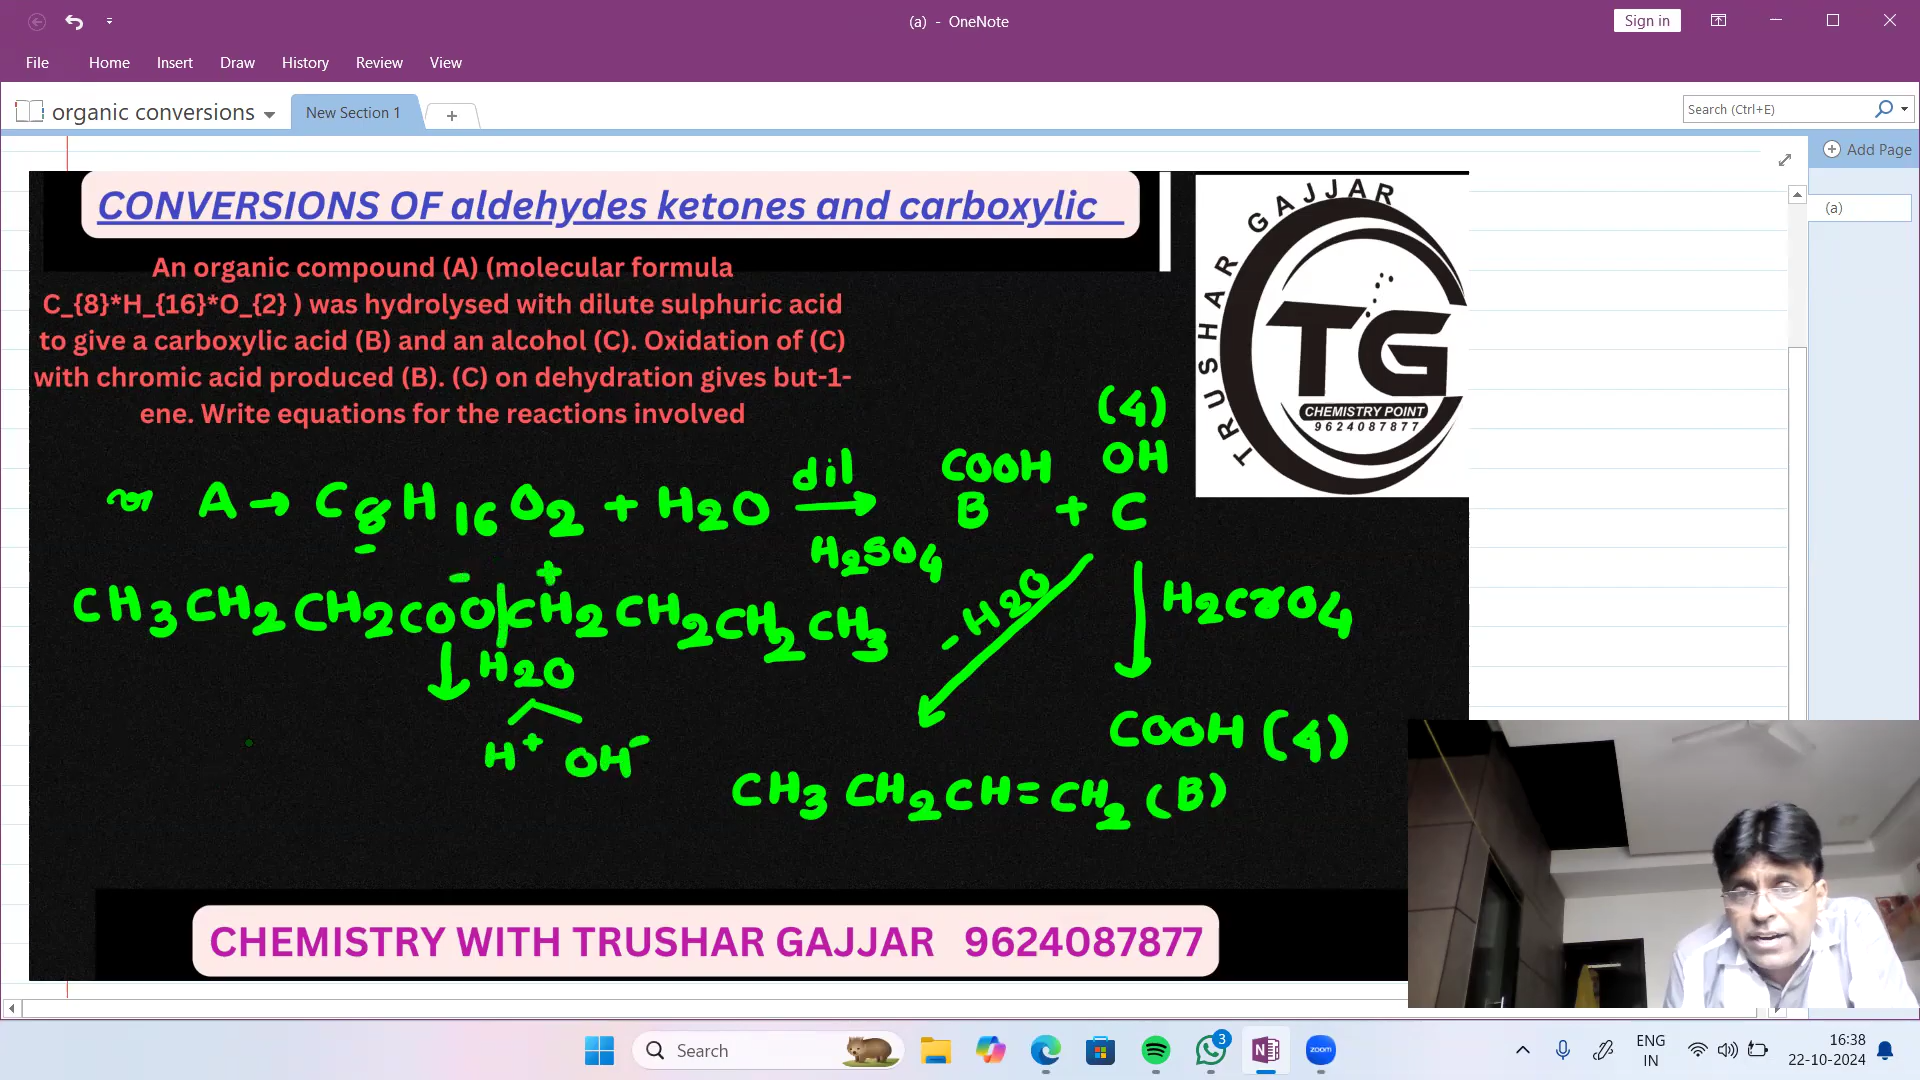 (a) - OneNote
Sign in
File Home Insert Draw History Review View
organic conversions New Section 1 +
Search (Ctrl+E)
Add Page
(a)
CONVERSIONS OF aldehydes ketones and carboxylic
An organic compound (A) (molecular formula
C_{8}*H_{16}*O_{2} ) was hydrolysed with dilute sulphuric acid
to give a carboxylic acid (B) and an alcohol (C). Oxidation of (C)
with chromic acid produced (B). (C) on dehydration gives but-1-
ene. Write equations for the reactions involved
TRUSHAR GAJJAR
TG
CHEMISTRY POINT
9624087877
(4)
COOH OH
A → C8H16O2 + H2O dil → B + C
H2SO4
- +
CH3CH2CH2COO|CH2CH2CH2CH3
-H2O
H2CrO4
↓ H2O
H+ OH-
COOH (4)
CH3 CH2CH=CH2 (B)
CHEMISTRY WITH TRUSHAR GAJJAR 9624087877
Search
3
zoom
ENG
IN
16:38
22-10-2024